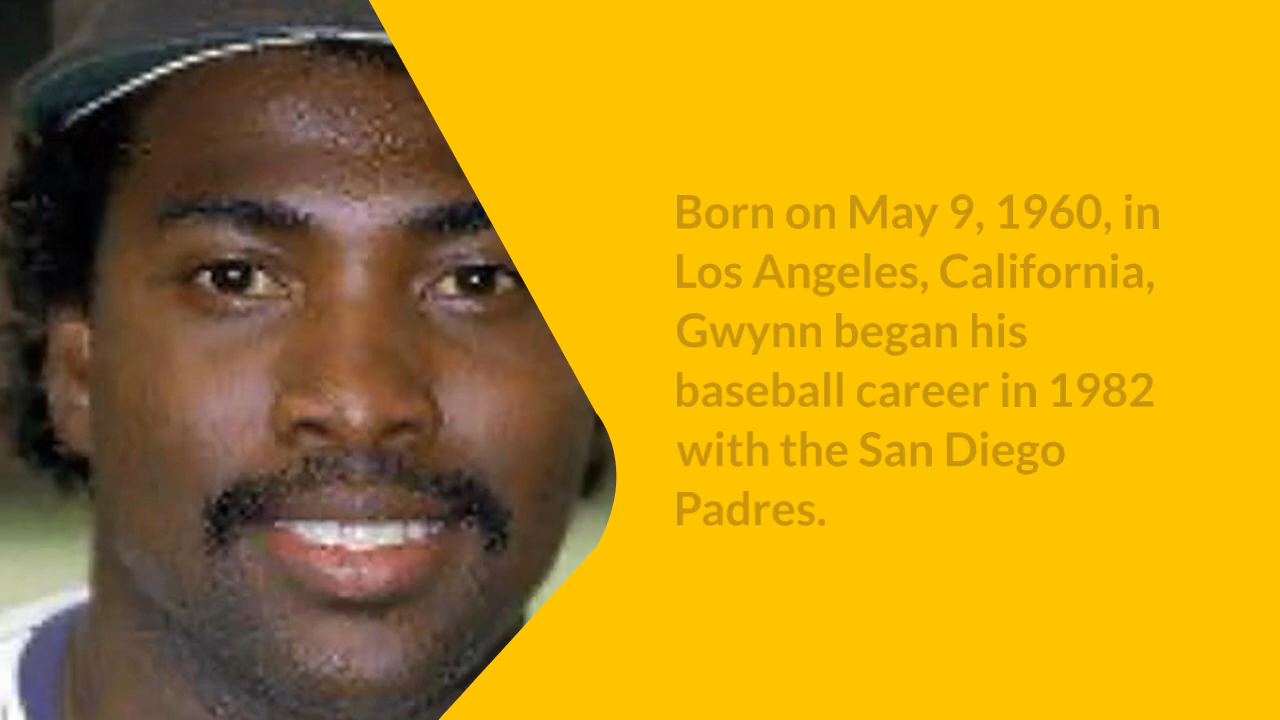 Born on May 9, 1960, in
Los Angeles, California,
Gwynn began his
baseball career in 1982
with the San Diego
Padres.